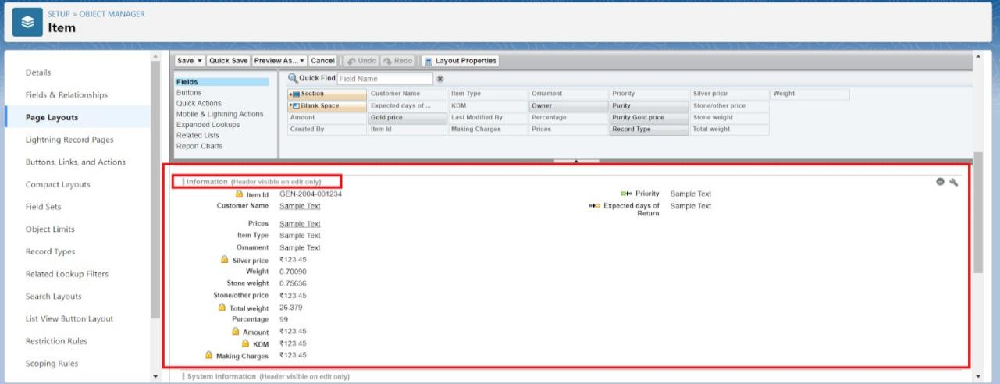 SETUP > OBJECT MANAGER
Item
Details
Fields & Relationships
Page Layouts
Lightning Record Pages
Buttons, Links, and Actions
Compact Layouts
Field Sets
Object Limits
Record Types
Related Lookup Filters
Search Layouts
List View Button Layout
Restriction Rules
Scoping Rules
Save Quick Save Preview As... Cancel Undo Redo Layout Properties
Fields
Buttons
Quick Actions
Mobile & Lightning Actions
Expanded Lookups
Related Lists
Report Charts
Quick Find Field Name
Section Customer Name Item Type Ornament Priority Silver price Weight
Blank Space Expected days of ... KDM Owner Purity Stone/other price
Amount Gold price Last Modified By Percentage Purity Gold price Stone weight
Created By Item Id Making Charges Prices Record Type Total weight
Information (Header visible on edit only)
Item Id GEN-2004-001234 Priority Sample Text
Customer Name Sample Text Expected days of Return Sample Text
Prices Sample Text
Item Type Sample Text
Ornament Sample Text
Silver price ₹123.45
Weight 0.70090
Stone weight 0.75636
Stone/other price ₹123.45
Total weight 26.379
Percentage 99
Amount ₹123.45
KDM ₹123.45
Making Charges ₹123.45
System Information (Header visible on edit only)